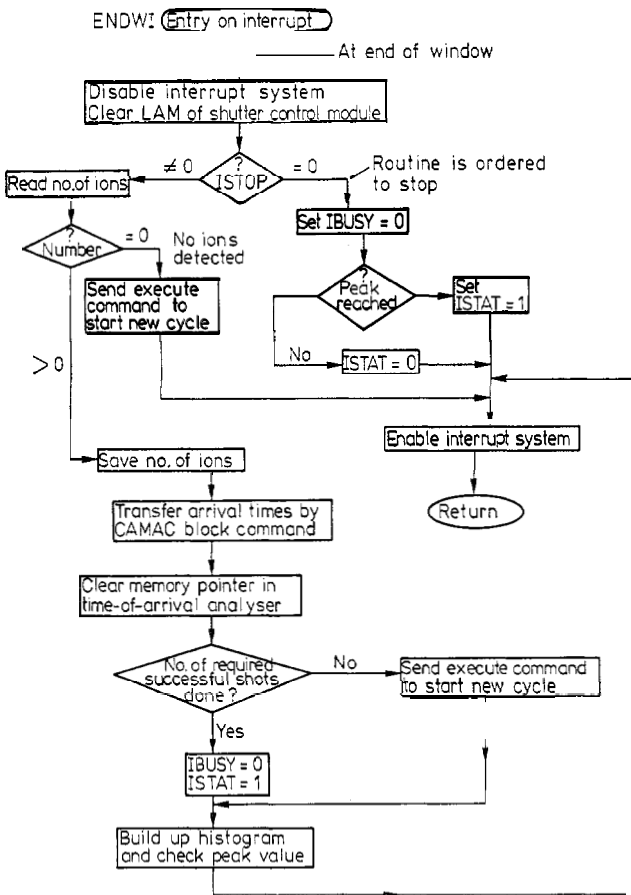 ENDWI Entry on interrupt
At end of window
Disable interrupt system
Clear LAM of shutter control module
?
ISTOP
≠0
=0
Routine is ordered
to stop
Read no. of ions
Set IBUSY = 0
?
Number
=0
No ions
detected
>0
Send execute
command to
start new cycle
?
Peak
reached
Set
ISTAT = 1
No
ISTAT = 0
Enable interrupt system
Return
Save no. of ions
Transfer arrival times by
CAMAC block command
Clear memory pointer in
time-of-arrival analyser
No. of required
successful shots
done?
No
Send execute command
to start new cycle
Yes
IBUSY = 0
ISTAT = 1
Build up histogram
and check peak value